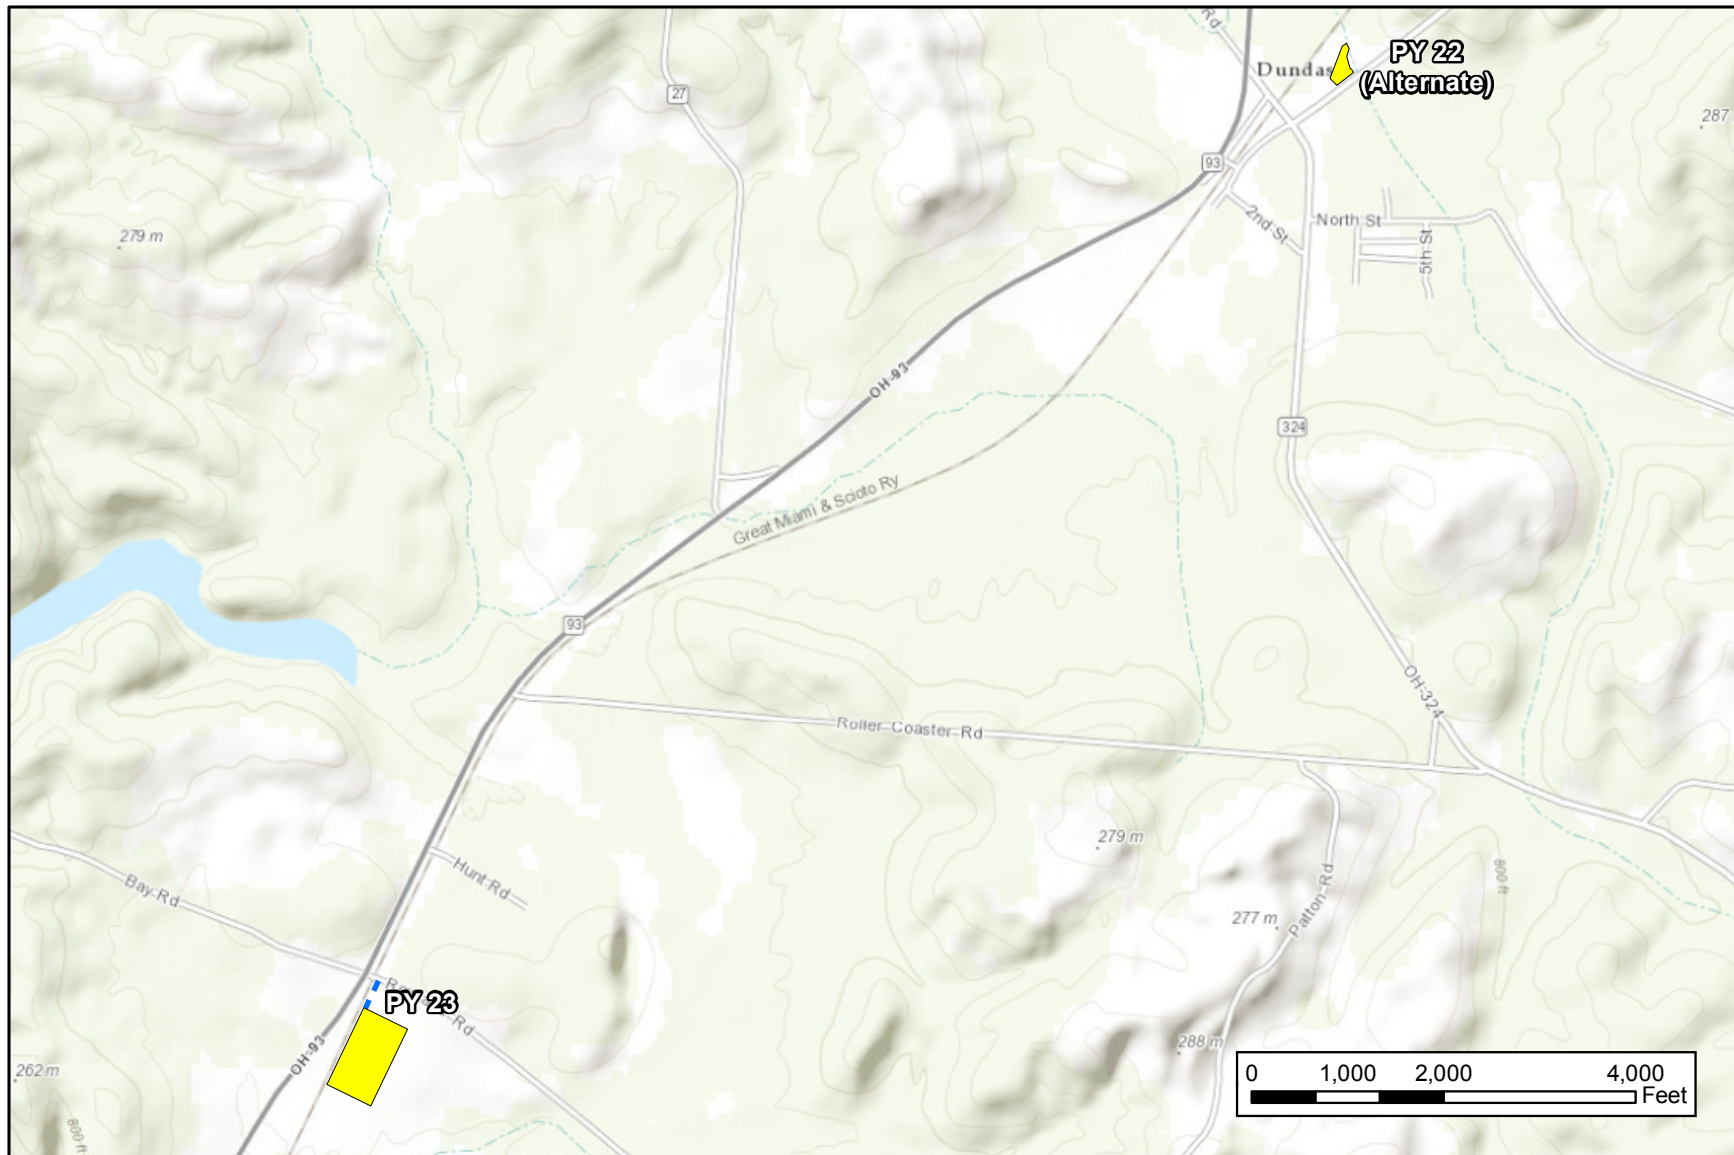 Rd
Dundas
PY 22
(Alternate)
27
287
93
2nd St
North St
5th St
279 m
OH-93
324
Great Miami & Scioto Ry
93
OH-324
Roller Coaster Rd
279 m
800 ft
Hunt Rd
Bay Rd
Patton Rd
277 m
PY 23
Rd
OH-93
288 m
262 m
800 ft
0 1,000 2,000 4,000
Feet